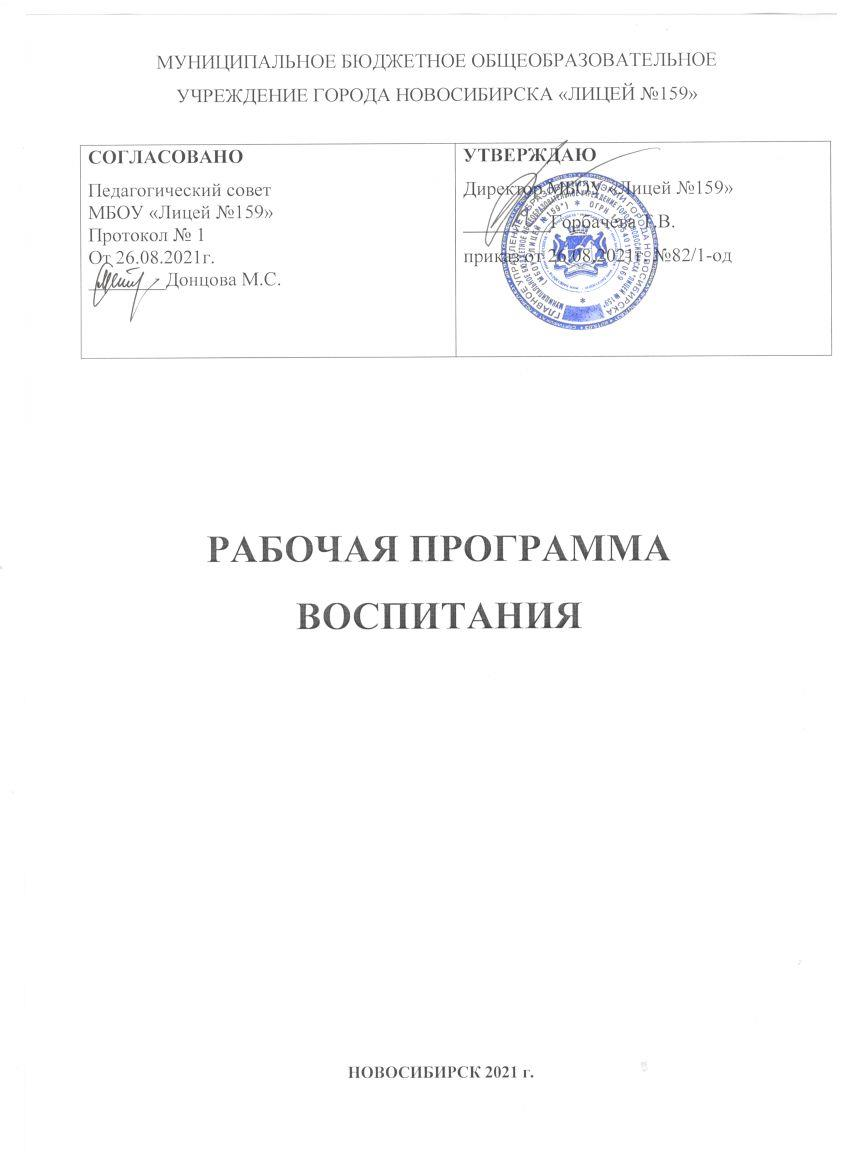 МУНИЦИПАЛЬНОЕ БЮДЖЕТНОЕ ОБЩЕОБРАЗОВАТЕЛЬНОЕ
УЧРЕЖДЕНИЕ ГОРОДА НОВОСИБИРСКА «ЛИЦЕЙ №159»
СОГЛАСОВАНО
Педагогический совет
МБОУ «Лицей №159»
Протокол № 1
От 26.08.2021г.
Донцова М.С.
УТВЕРЖДАЮ
Директор МБОУ «Лицей №159»
Горбачева Т.В.
приказ от 26.08.2021г. №82/1-од
РАБОЧАЯ ПРОГРАММА
ВОСПИТАНИЯ
НОВОСИБИРСК 2021 г.